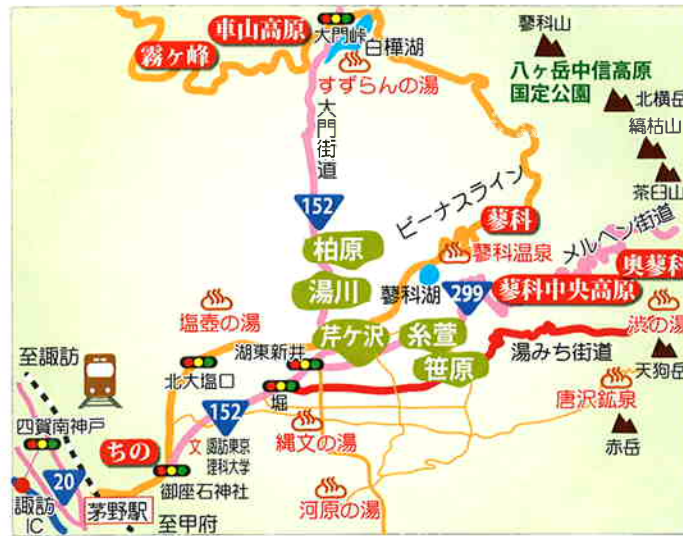 車山高原
大門峠
白樺湖
霧ヶ峰
すずらんの湯
蓼科山
八ヶ岳中信高原
国定公園
北横岳
縞枯山
茶臼山
大門街道
152
ビーナスライン
蓼科
メルヘン街道
柏原
蓼科温泉
奥蓼科
湯川
蓼科湖
299
蓼科中央高原
塩壺の湯
渋の湯
芹ケ沢
糸萱
湖東新井
笹原
湯みち街道
天狗岳
至諏訪
北大塩口
堀
唐沢鉱泉
四賀南神戸
152
ちの
文
諏訪東京
理科大学
縄文の湯
赤岳
20
御座石神社
諏訪
IC
茅野駅
至甲府
河原の湯